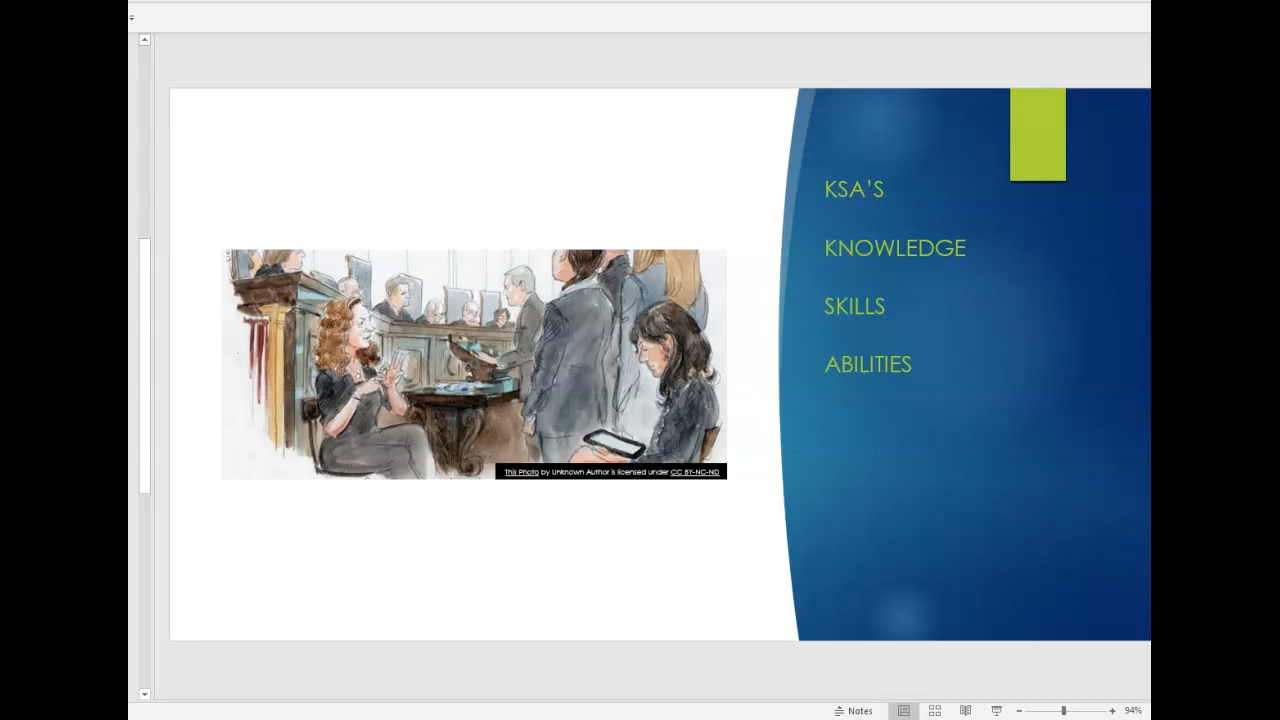 KSA'S
KNOWLEDGE
SKILLS
ABILITIES
This Photo by Unknown Author is licensed under CC BY-NC-ND
Notes
94%